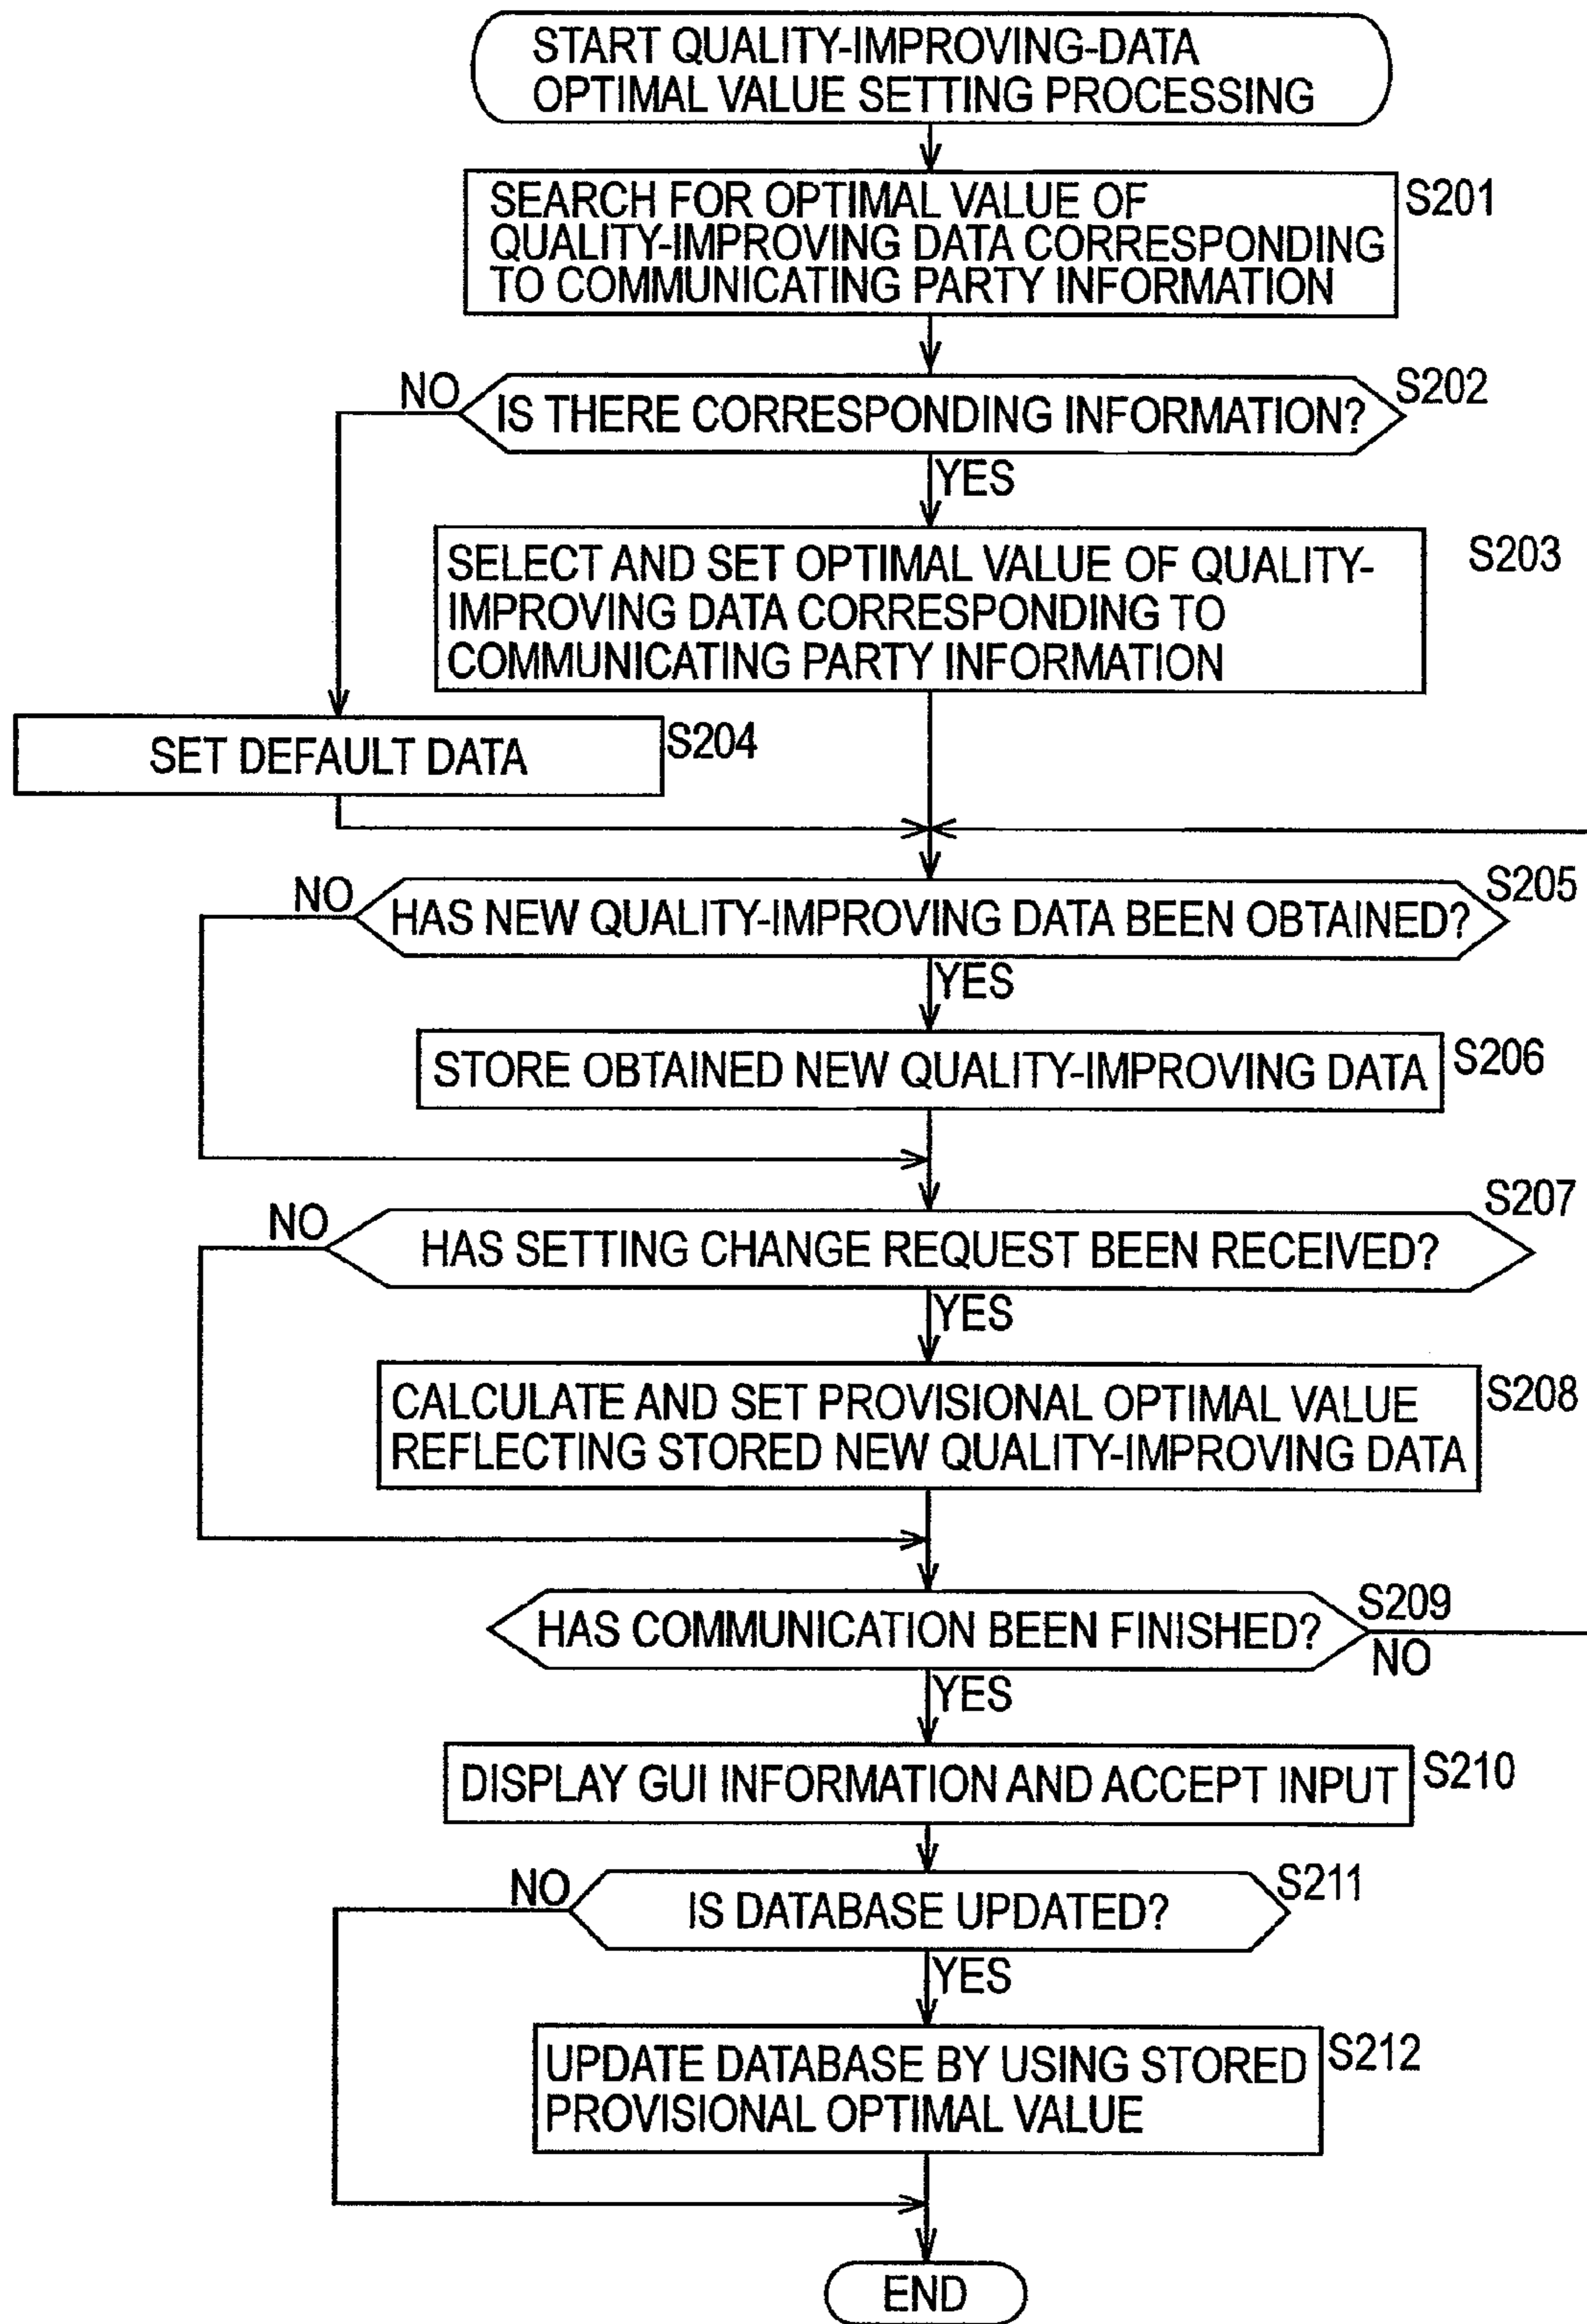 START QUALITY-IMPROVING-DATA
OPTIMAL VALUE SETTING PROCESSING
SEARCH FOR OPTIMAL VALUE OF
QUALITY-IMPROVING DATA CORRESPONDING
TO COMMUNICATING PARTY INFORMATION
S201
NO
IS THERE CORRESPONDING INFORMATION?
S202
YES
SELECT AND SET OPTIMAL VALUE OF QUALITY-
IMPROVING DATA CORRESPONDING TO
COMMUNICATING PARTY INFORMATION
S203
SET DEFAULT DATA
S204
NO
HAS NEW QUALITY-IMPROVING DATA BEEN OBTAINED?
S205
YES
STORE OBTAINED NEW QUALITY-IMPROVING DATA
S206
NO
HAS SETTING CHANGE REQUEST BEEN RECEIVED?
S207
YES
CALCULATE AND SET PROVISIONAL OPTIMAL VALUE
REFLECTING STORED NEW QUALITY-IMPROVING DATA
S208
HAS COMMUNICATION BEEN FINISHED?
S209
NO
YES
DISPLAY GUI INFORMATION AND ACCEPT INPUT
S210
NO
IS DATABASE UPDATED?
S211
YES
UPDATE DATABASE BY USING STORED
PROVISIONAL OPTIMAL VALUE
S212
END